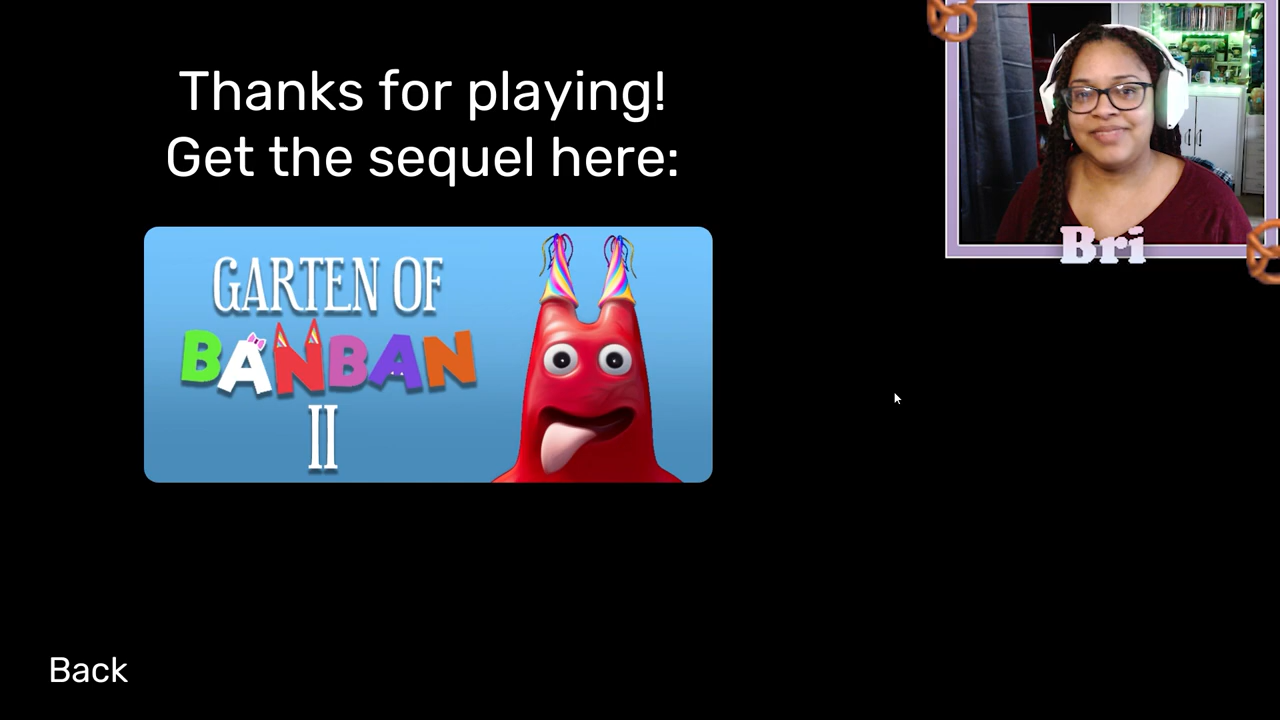 Thanks for playing!
Get the sequel here:
GARTEN OF
BANBAN
II
Bri
Back